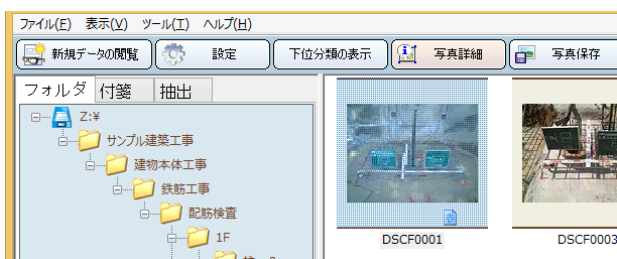 ファイル(F) 表示(V) ツール(T) ヘルプ(H)
新規データの閲覧 設定 下位分類の表示 写真詳細 写真保存
フォルダ 付箋 抽出
Z:¥
サンプル建築工事
建物本体工事
鉄筋工事
配筋検査
1F
DSCF0001 DSCF0003